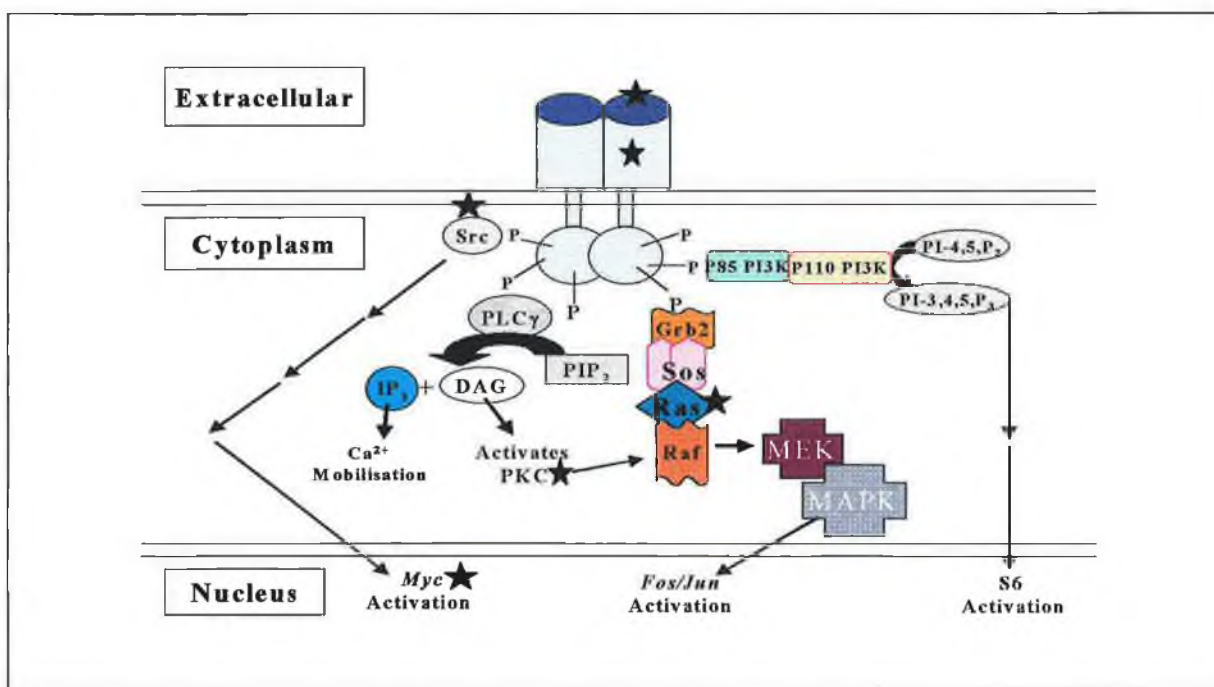 Extracellular
Cytoplasm
Src
P
P
P
P
P
P
P
P85 PI3K
P110 PI3K
PI-4,5,P₂
PI-3,4,5,P₃
PLCγ
PIP₂
IP₃
+
DAG
Grb2
Sos
Ras
Raf
MEK
MAPK
Ca²⁺
Mobilisation
Activates
PKC
Nucleus
Myc
Activation
Fos/Jun
Activation
S6
Activation